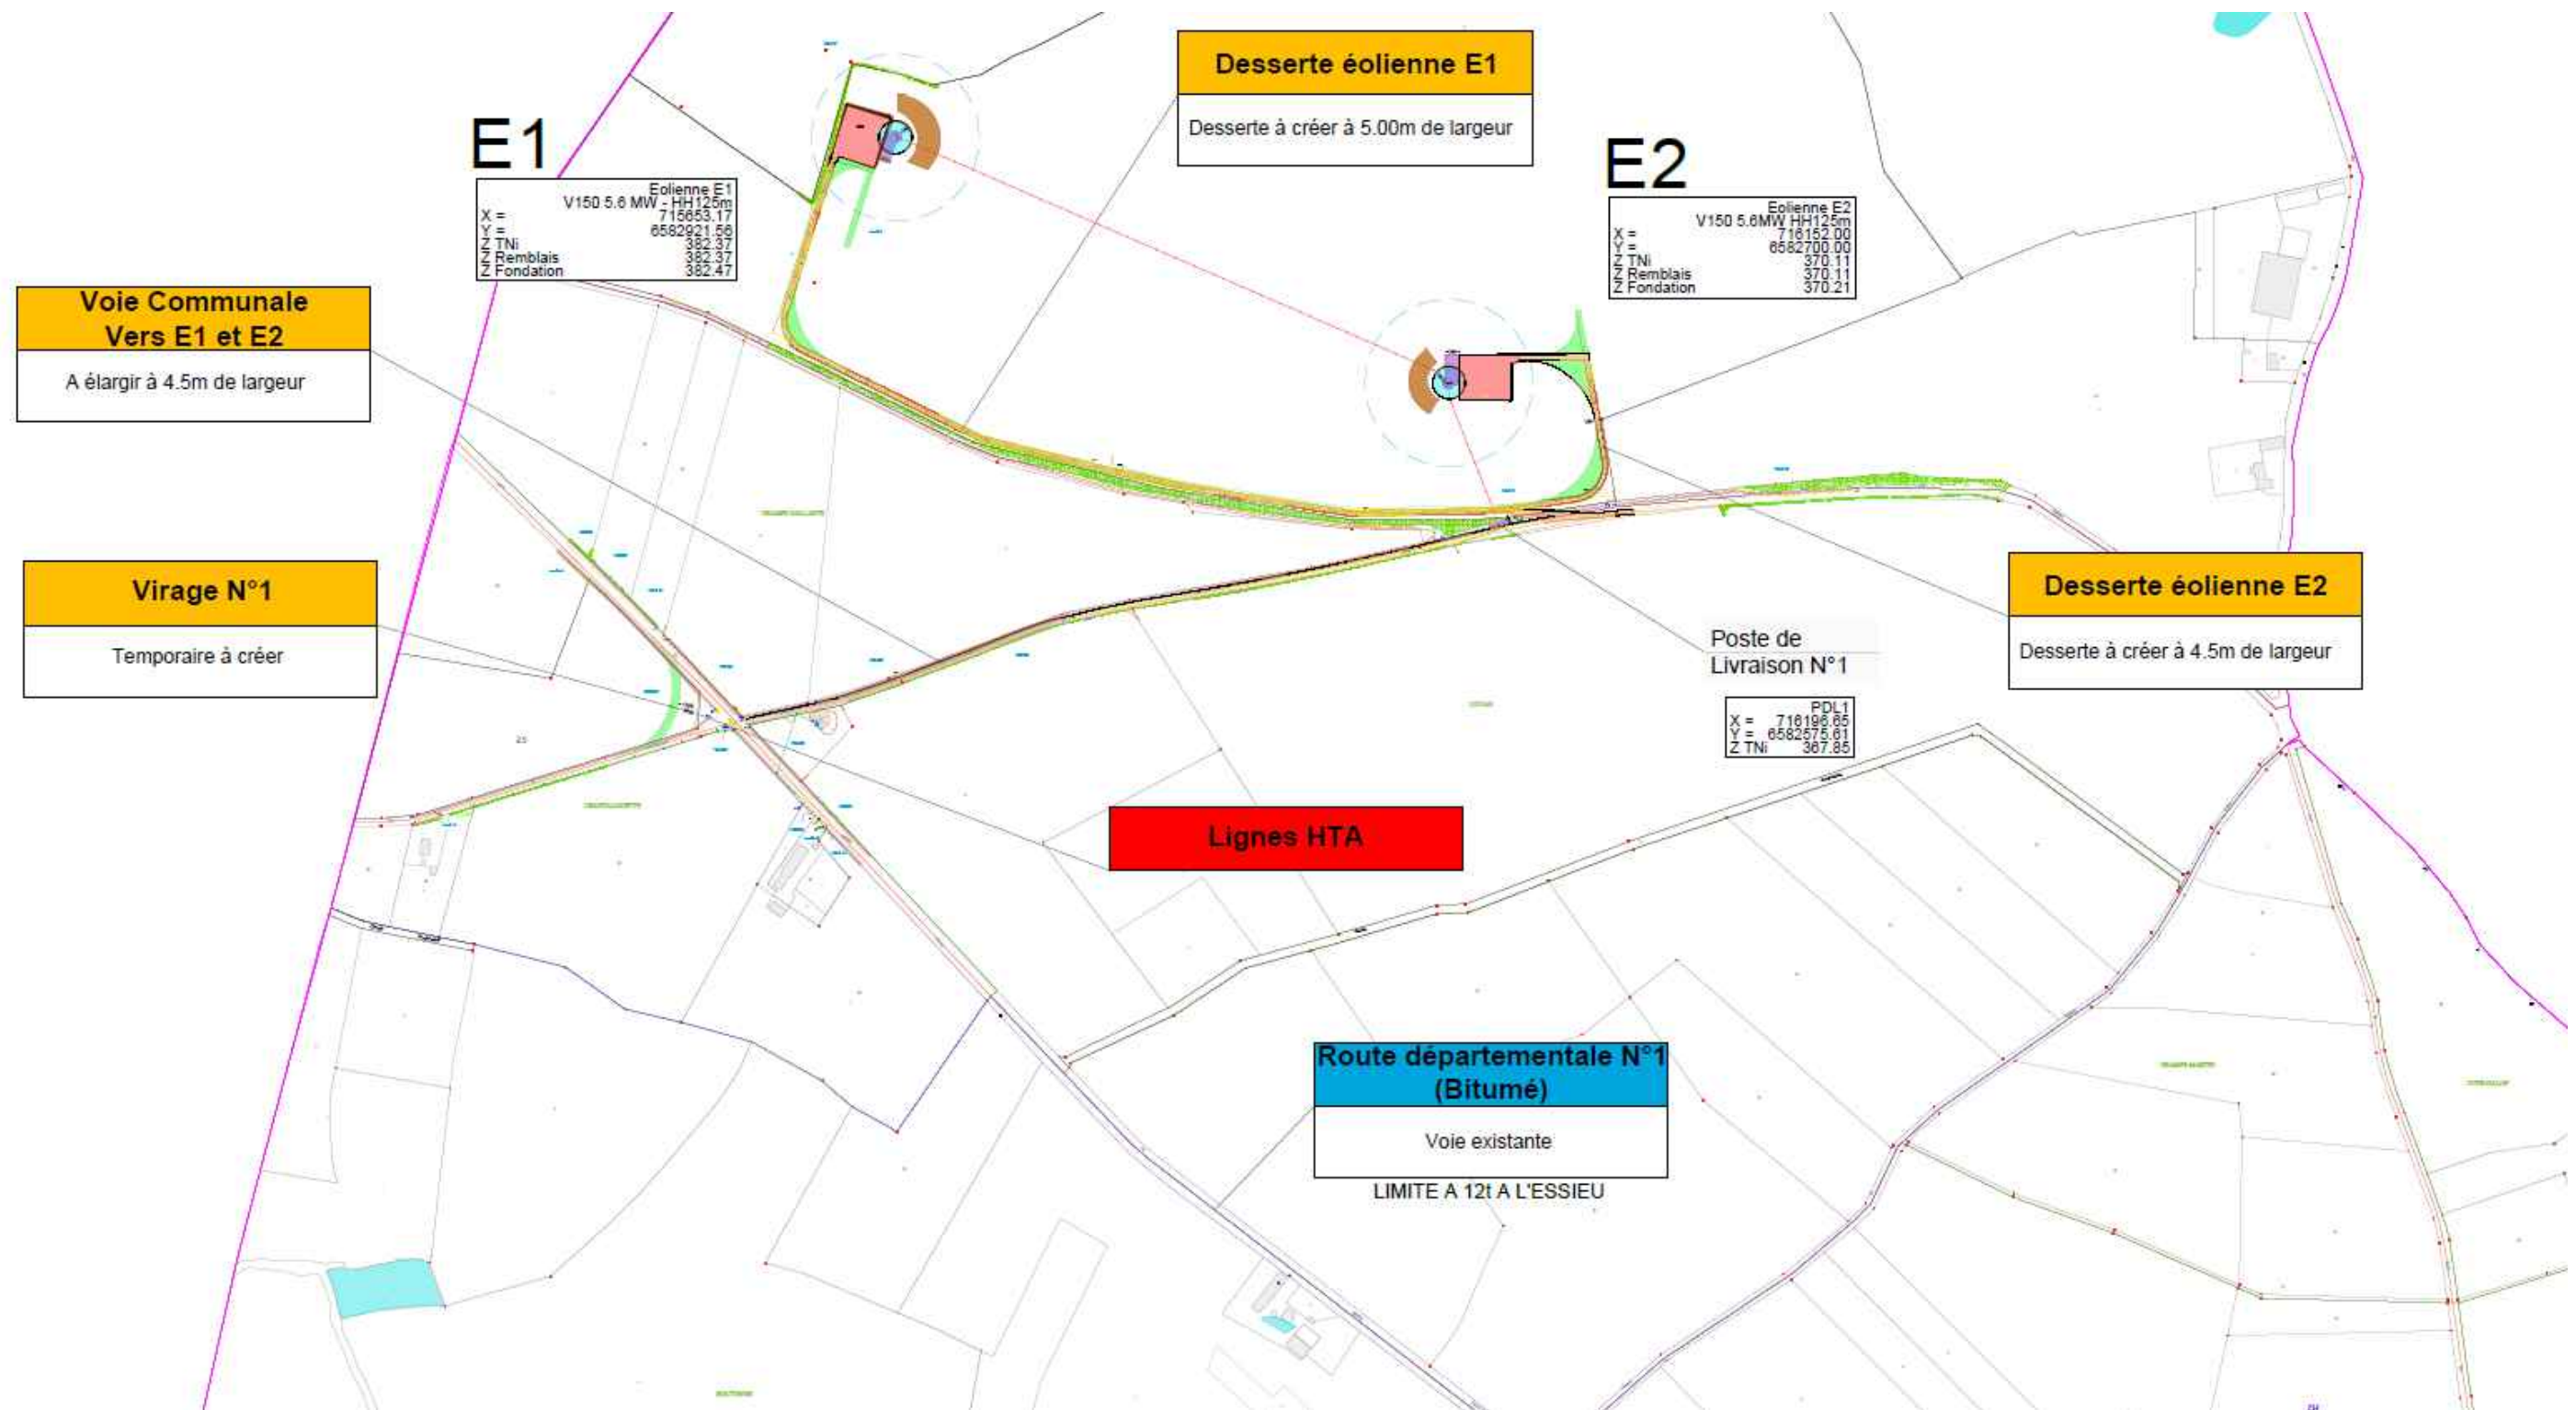 Desserte éolienne E1
Desserte à créer à 5.00m de largeur
E1
Eolienne E1
V150 5.6 MW - HH125m
X = 715653.17
Y = 6582921.56
Z TNi 382.37
Z Remblais 382.37
Z Fondation 382.47
E2
Eolienne E2
V150 5.6MW HH125m
X = 716152.00
Y = 6582700.00
Z TNi 370.11
Z Remblais 370.11
Z Fondation 370.21
Voie Communale
Vers E1 et E2
A élargir à 4.5m de largeur
Virage N°1
Temporaire à créer
Desserte éolienne E2
Desserte à créer à 4.5m de largeur
Poste de
Livraison N°1
PDL1
X = 716196.65
Y = 6582575.61
Z TNi 367.85
Lignes HTA
Route départementale N°1
(Bitumé)
Voie existante
LIMITE A 12t A L'ESSIEU